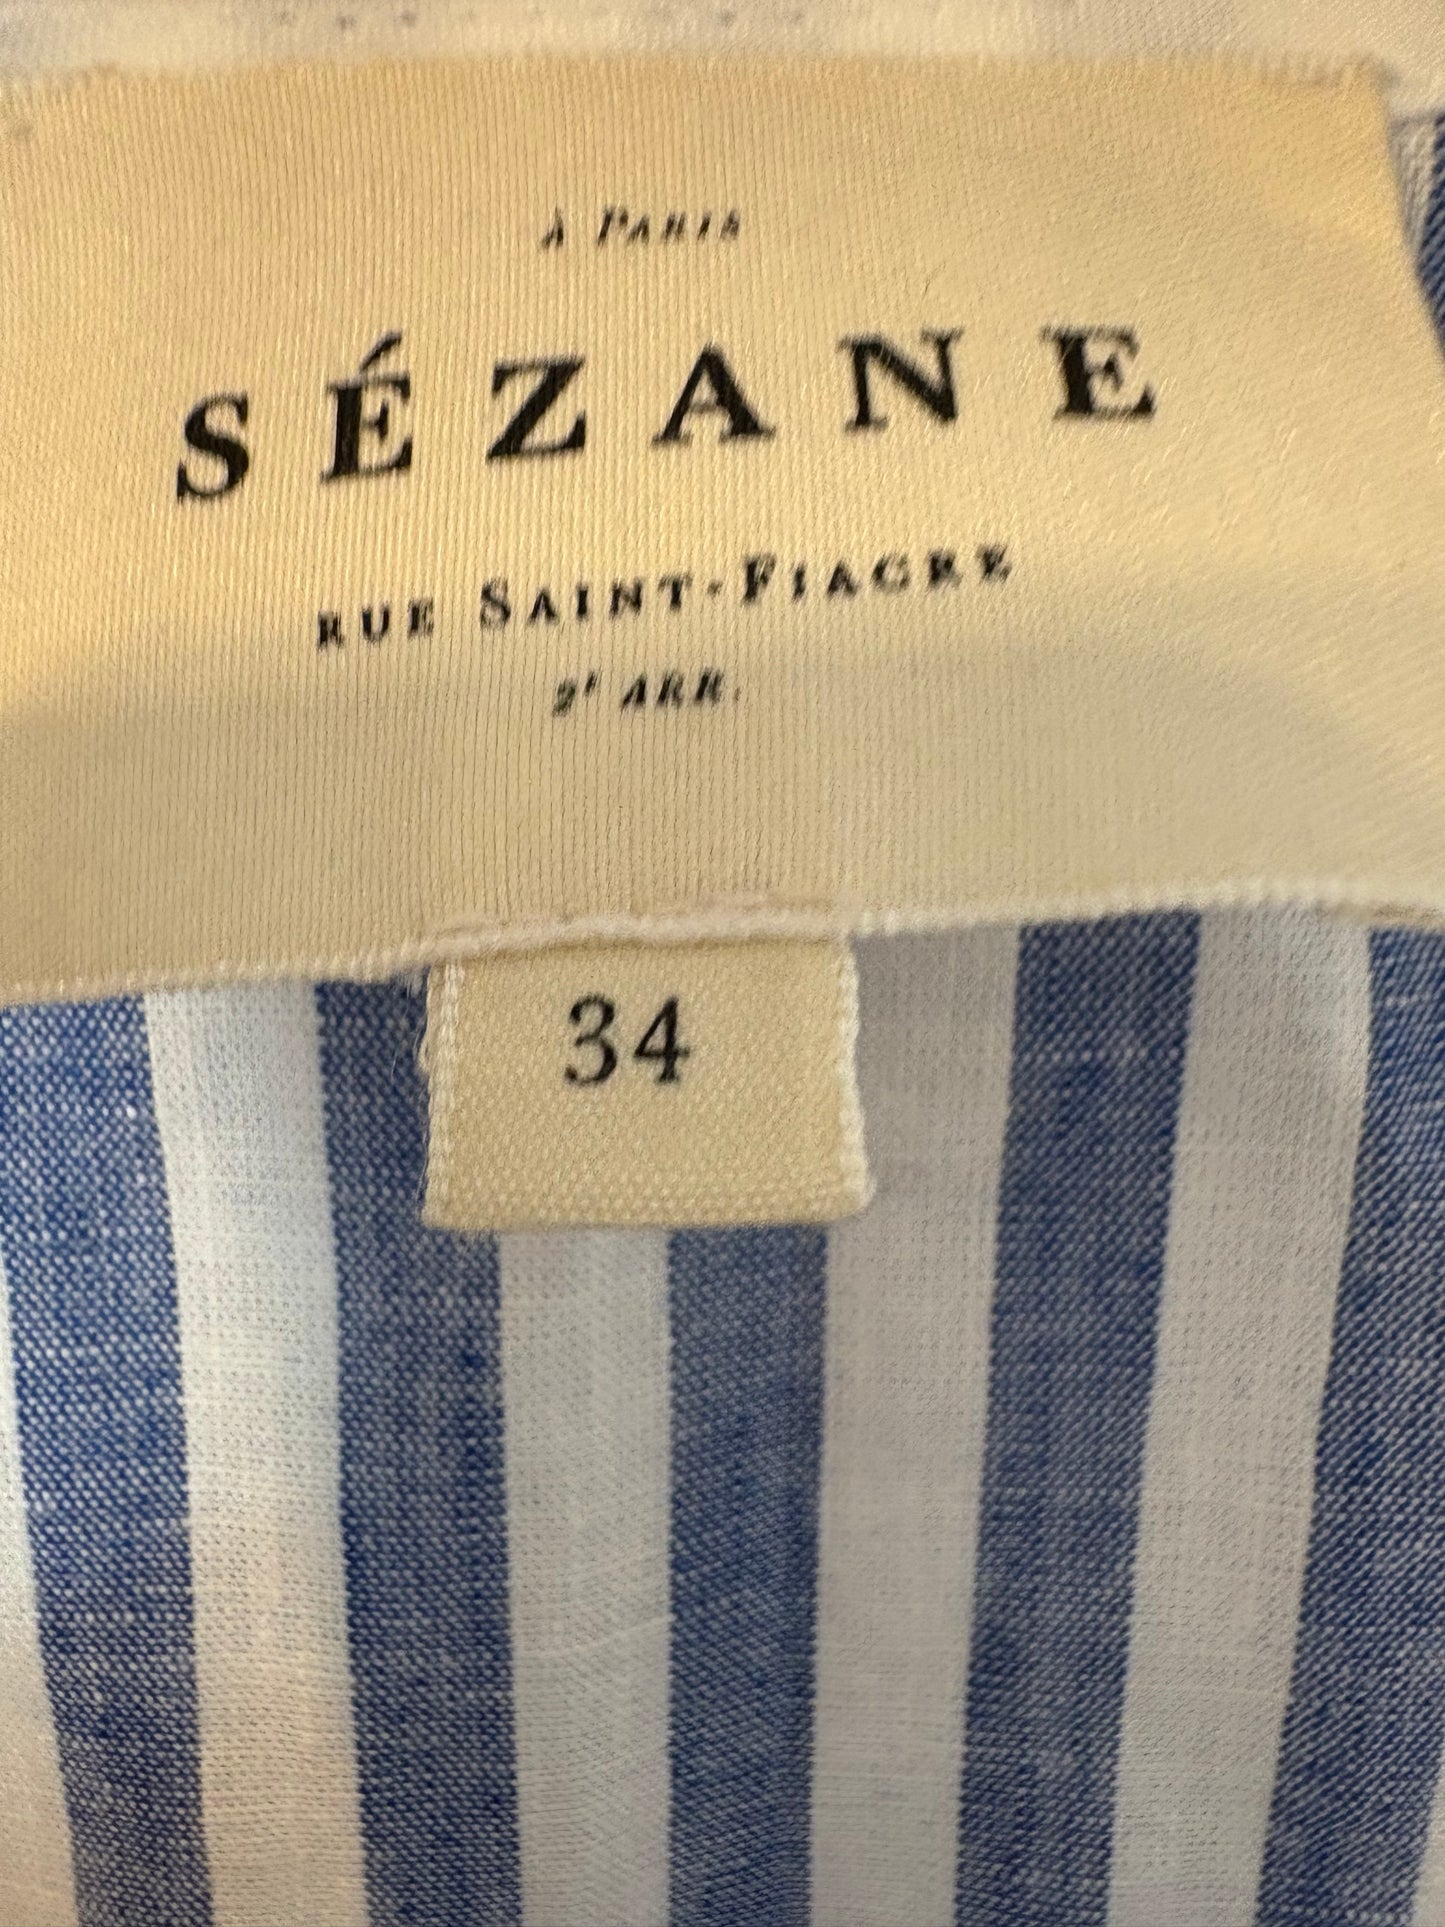 À PARIS
SÉZANE
RUE SAINT-FIACRE
2E ARR.
34